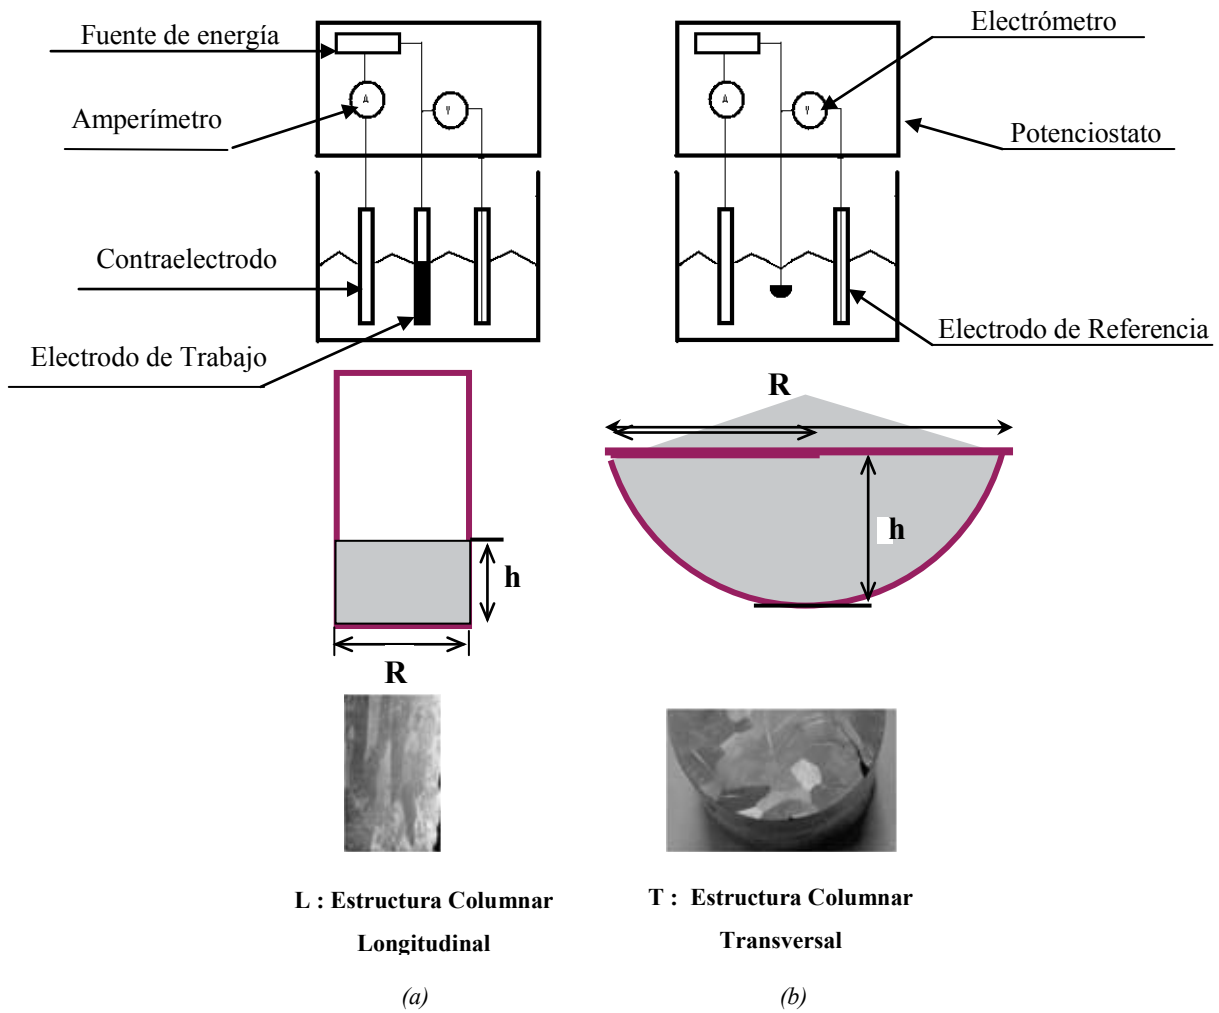 Fuente de energía
Electrómetro
A
V
A
V
Amperímetro
Potenciostato
Contraelectrodo
Electrodo de Referencia
Electrodo de Trabajo
R
h
h
R
L : Estructura Columnar
Longitudinal
T : Estructura Columnar
Transversal
(a)
(b)